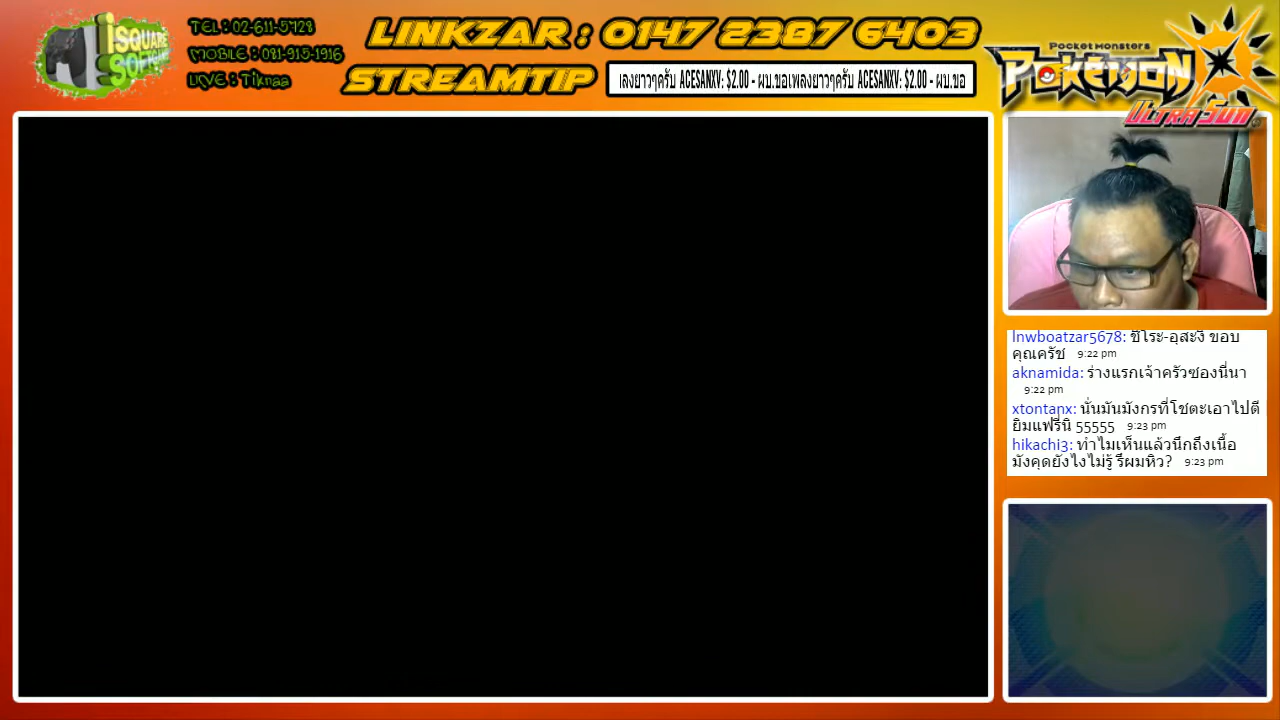 iSQUARE
SOFTWARE
TEL : 02-611-5728
MOBILE : 081-915-1916
LINE : Tiknaa
LINKZAR : 0147 2387 6403
STREAMTIP
เลงยาวๆครับ ACESANXV: $2.00 - ผบ.ขอเพลงยาวๆครับ ACESANXV: $2.00 - ผบ.ขอ
Pocket Monsters
POKÉMON
ULTRA SUN
lnwboatzar5678: ชิโระ-อุสะงิ ขอบ
คุณครัช 9:22 pm
aknamida: ร่างแรกเจ้าครัวซองนี่นา
9:22 pm
xtontanx: นั่นมันมังกรที่โชตะเอาไปตี
ยิมแฟรี่นิ 55555 9:23 pm
hikachi3: ทำไมเห็นแล้วนึกถึงเนื้อ
มังคุดยังไงไม่รู้ รึผมหิว? 9:23 pm